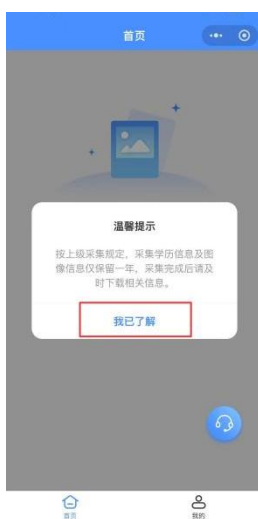 首页
温馨提示
按上级采集规定，采集学历信息及图
像信息仅保留一年，采集完成后请及
时下载相关信息。
我已了解
首页
我的